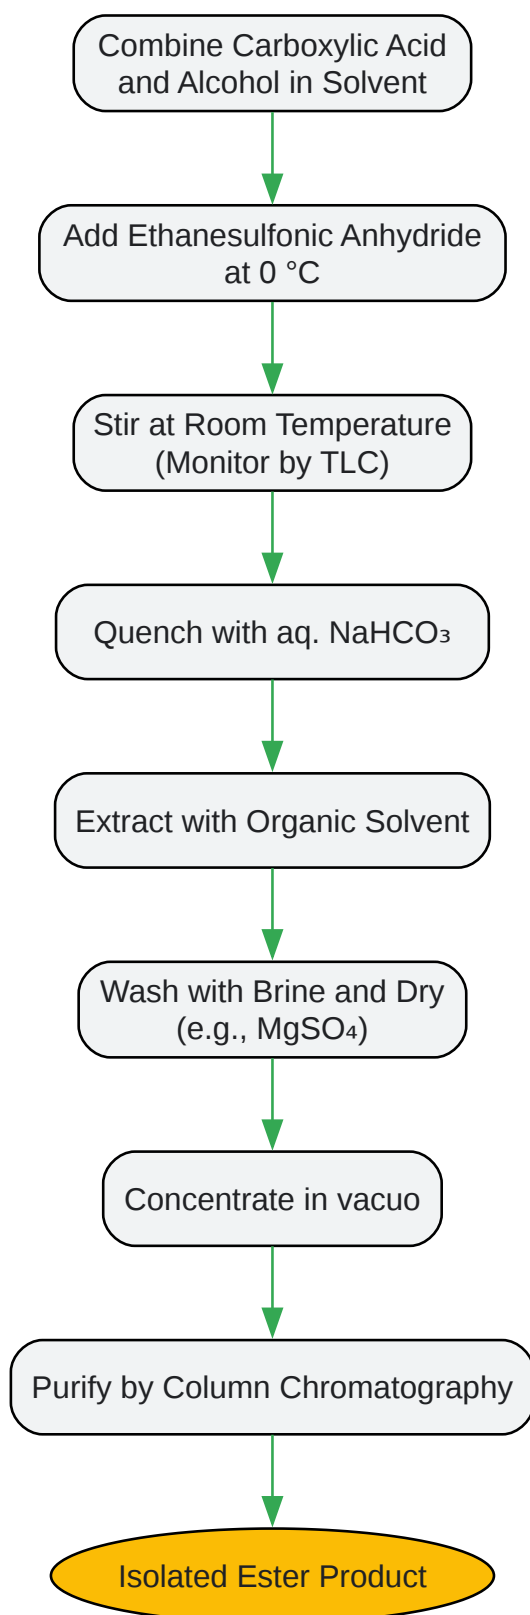 Combine Carboxylic Acid
and Alcohol in Solvent
Add Ethanesulfonic Anhydride
at 0 °C
Stir at Room Temperature
(Monitor by TLC)
Quench with aq. NaHCO₃
Extract with Organic Solvent
Wash with Brine and Dry
(e.g., MgSO₄)
Concentrate in vacuo
Purify by Column Chromatography
Isolated Ester Product